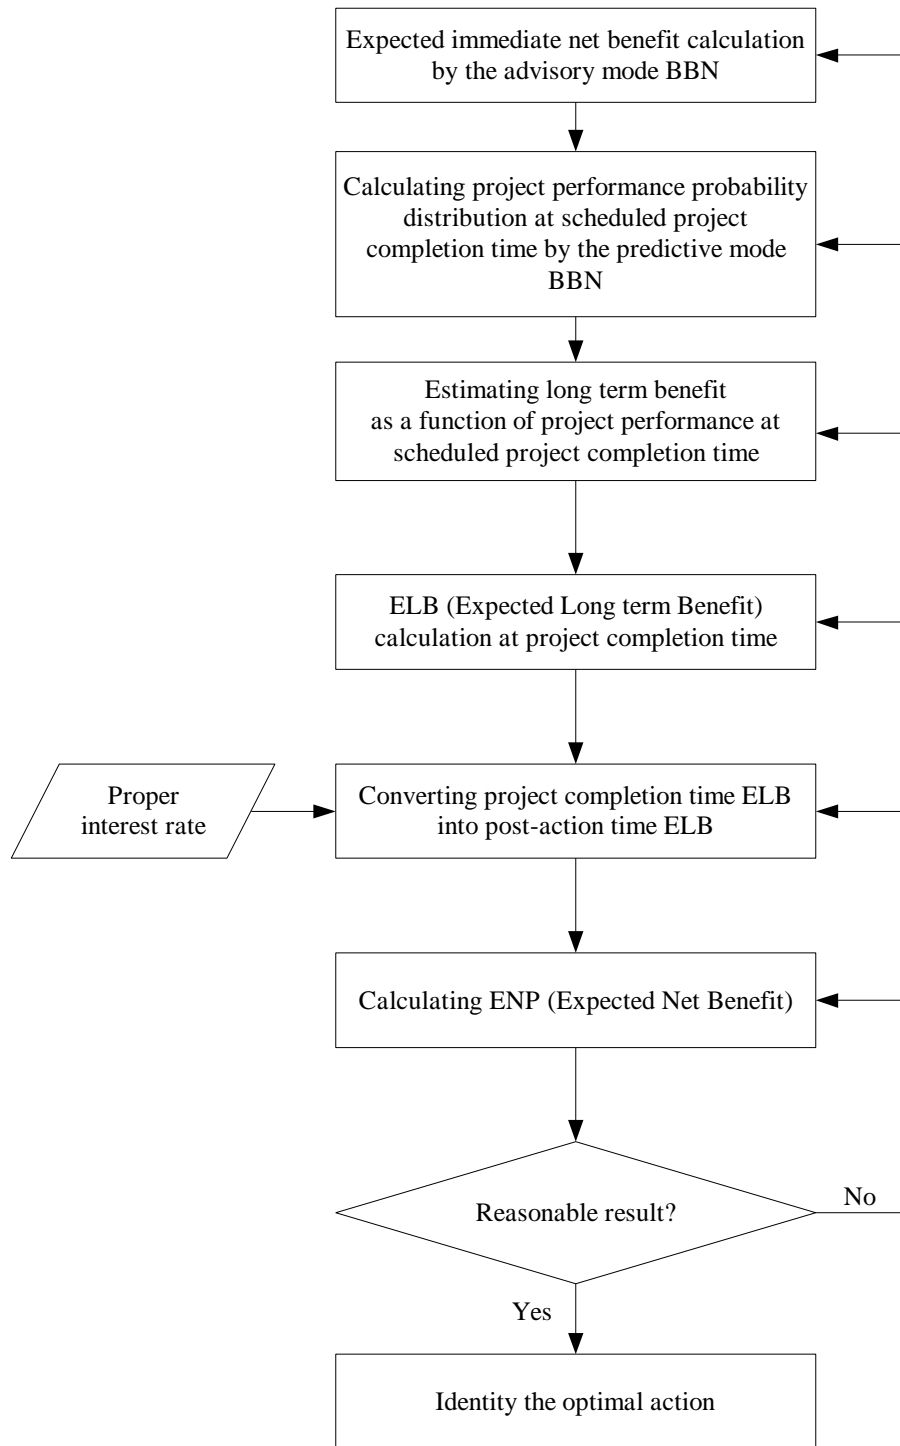 Expected immediate net benefit calculation
by the advisory mode BBN
Calculating project performance probability
distribution at scheduled project
completion time by the predictive mode
BBN
Estimating long term benefit
as a function of project performance at
scheduled project completion time
ELB (Expected Long term Benefit)
calculation at project completion time
Proper
interest rate
Converting project completion time ELB
into post-action time ELB
Calculating ENP (Expected Net Benefit)
Reasonable result?
No
Yes
Identity the optimal action